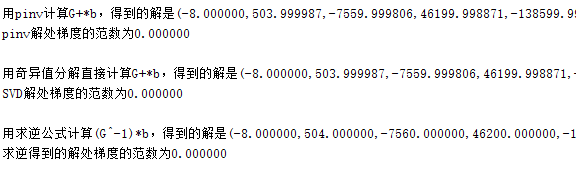 用pinv计算G+*b，得到的解是(-8.000000,503.999987,-7559.999806,46199.998871,-138599.9
pinv解处梯度的范数为0.000000
用奇异值分解直接计算G+*b，得到的解是(-8.000000,503.999987,-7559.999806,46199.998871,-
SVD解处梯度的范数为0.000000
用求逆公式计算(G^-1)*b，得到的解是(-8.000000,504.000000,-7560.000000,46200.000000,-1
求逆得到的解处梯度的范数为0.000000